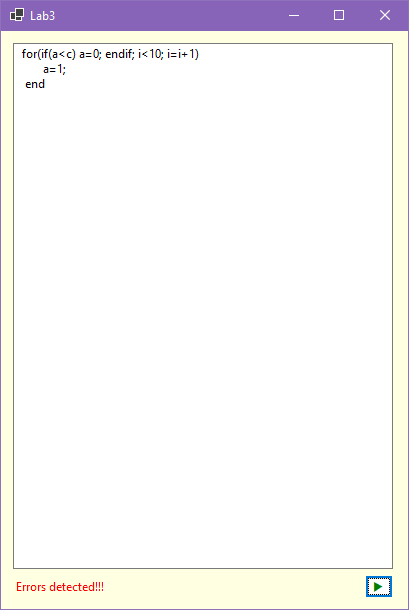 Lab3
for(if(a<c) a=0; endif; i<10; i=i+1)
a=1;
end
Errors detected!!!